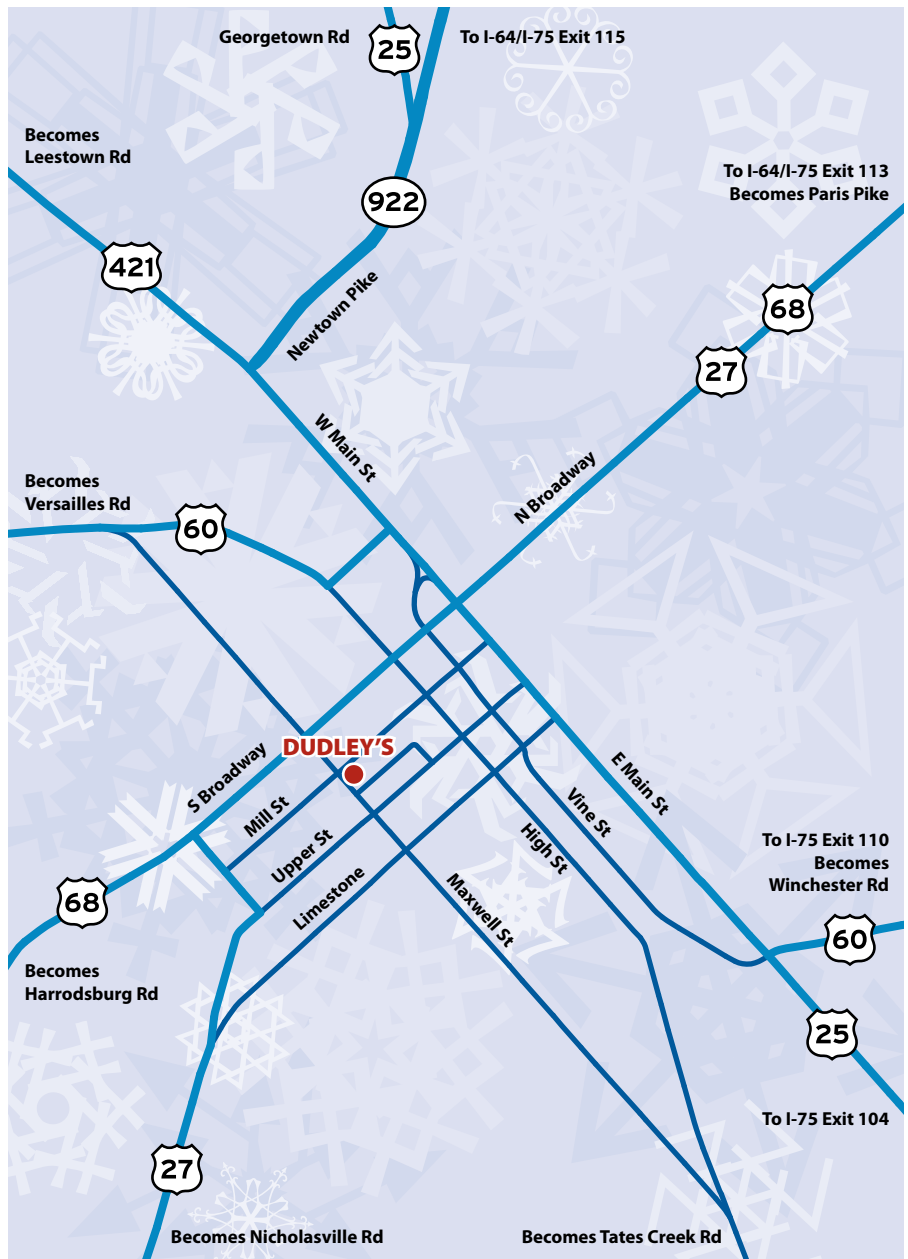 Georgetown Rd
25
To I-64/I-75 Exit 115
Becomes
Leestown Rd
To I-64/I-75 Exit 113
Becomes Paris Pike
922
421
Newtown Pike
68
27
W Main St
N Broadway
Becomes
Versailles Rd
60
DUDLEY'S
S Broadway
Mill St
Upper St
Limestone
Maxwell St
High St
Vine St
E Main St
To I-75 Exit 110
Becomes
Winchester Rd
68
60
Becomes
Harrodsburg Rd
25
To I-75 Exit 104
27
Becomes Nicholasville Rd
Becomes Tates Creek Rd